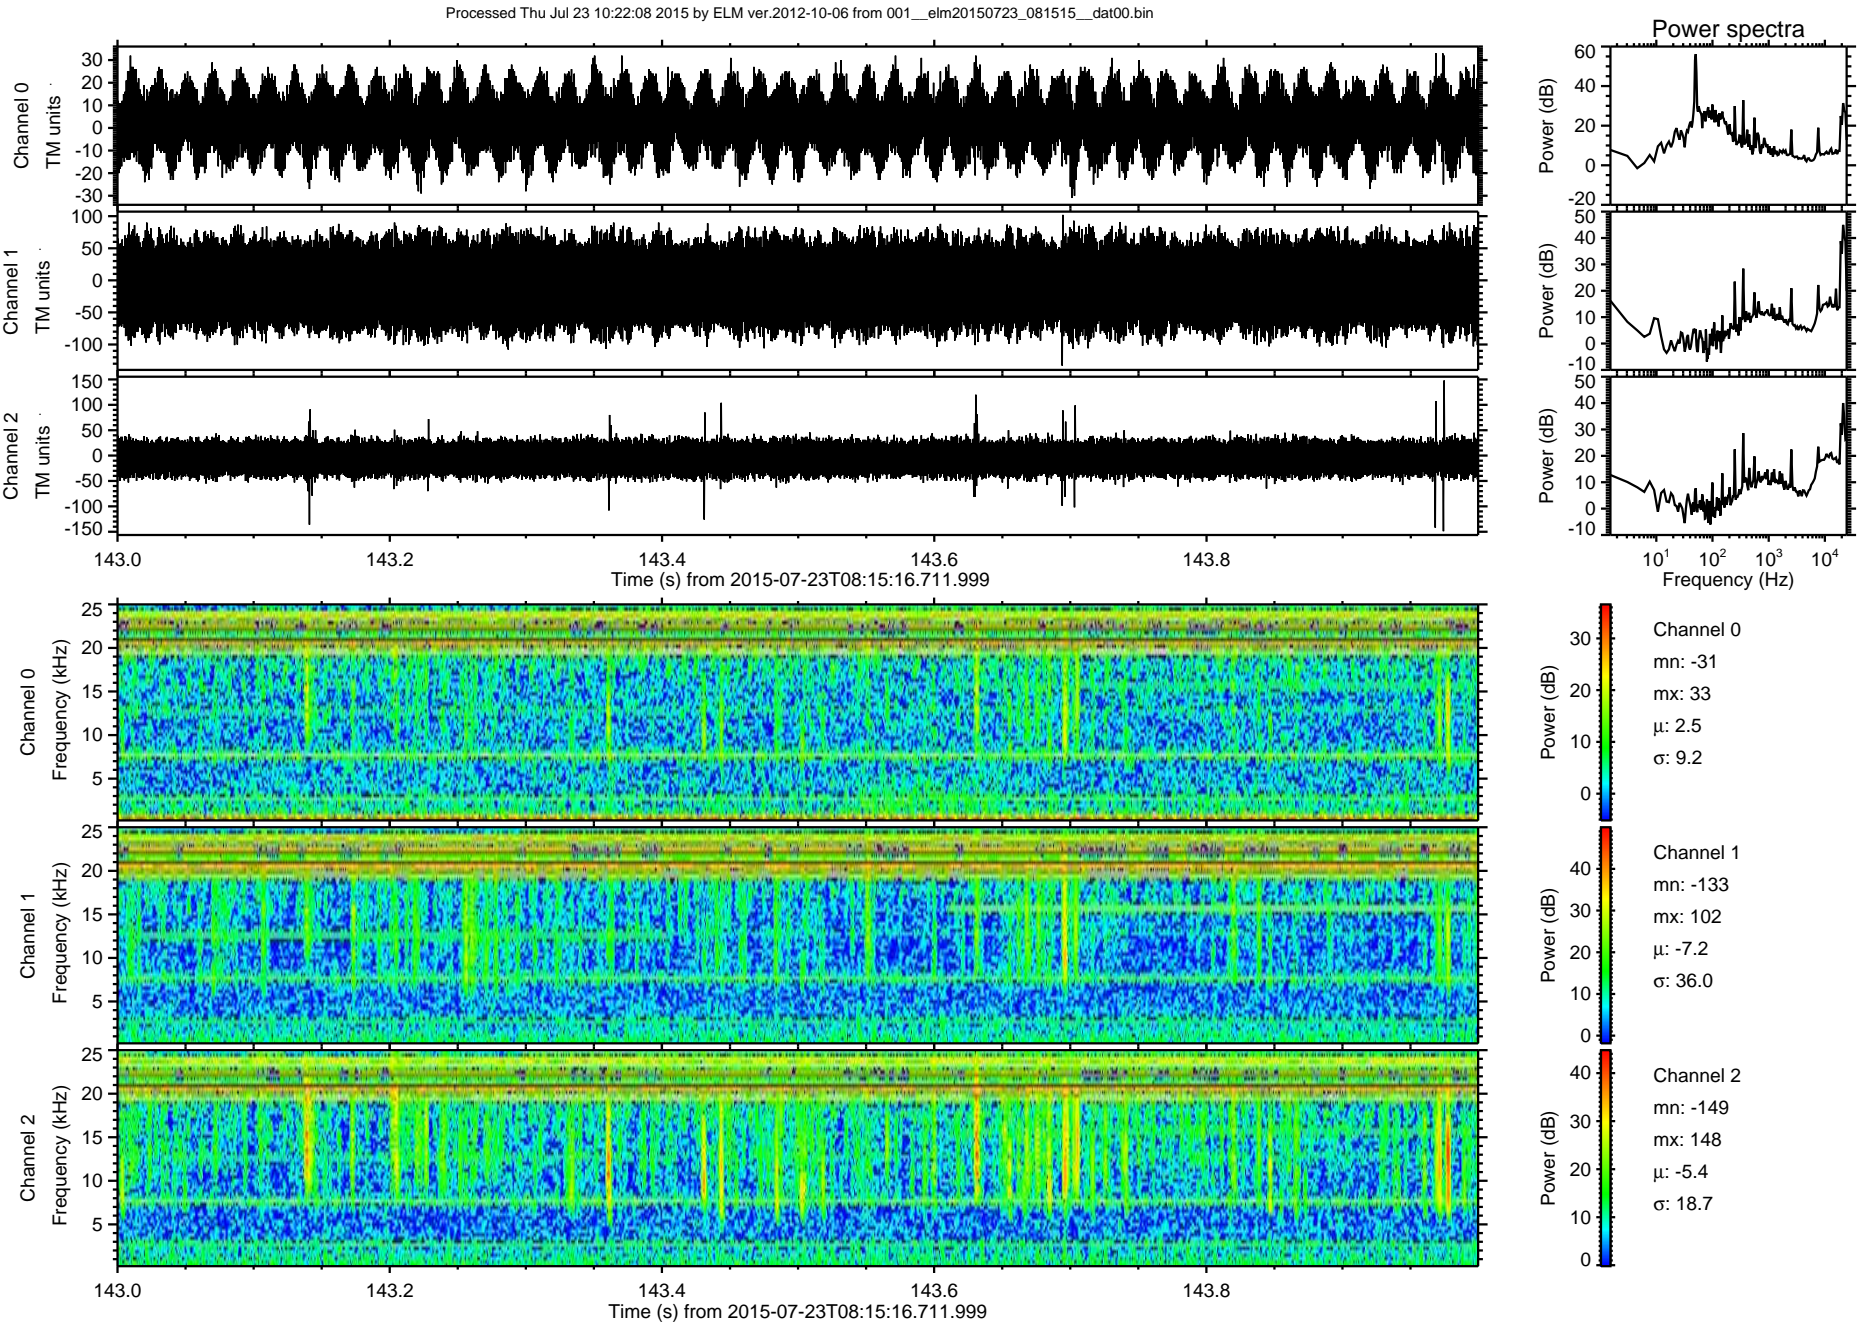 Processed Thu Jul 23 10:22:08 2015 by ELM ver.2012-10-06 from 001__elm20150723_081515__dat00.bin
Power spectra
Channel 0
TM units
30
20
10
0
-10
-20
-30
Power (dB)
60
40
20
0
-20
Channel 1
TM units
100
50
0
-50
-100
Power (dB)
50
40
30
20
10
0
-10
Channel 2
TM units
150
100
50
0
-50
-100
-150
Power (dB)
50
40
30
20
10
0
-10
143.0 143.2 143.4 143.6 143.8
Time (s) from 2015-07-23T08:15:16.711.999
10¹ 10² 10³ 10⁴
Frequency (Hz)
Channel 0
Frequency (kHz)
25
20
15
10
5
Power (dB)
30
20
10
0
Channel 0
mn: -31
mx: 33
µ: 2.5
σ: 9.2
Channel 1
Frequency (kHz)
25
20
15
10
5
Power (dB)
40
30
20
10
0
Channel 1
mn: -133
mx: 102
µ: -7.2
σ: 36.0
Channel 2
Frequency (kHz)
25
20
15
10
5
Power (dB)
40
30
20
10
0
Channel 2
mn: -149
mx: 148
µ: -5.4
σ: 18.7
143.0 143.2 143.4 143.6 143.8
Time (s) from 2015-07-23T08:15:16.711.999